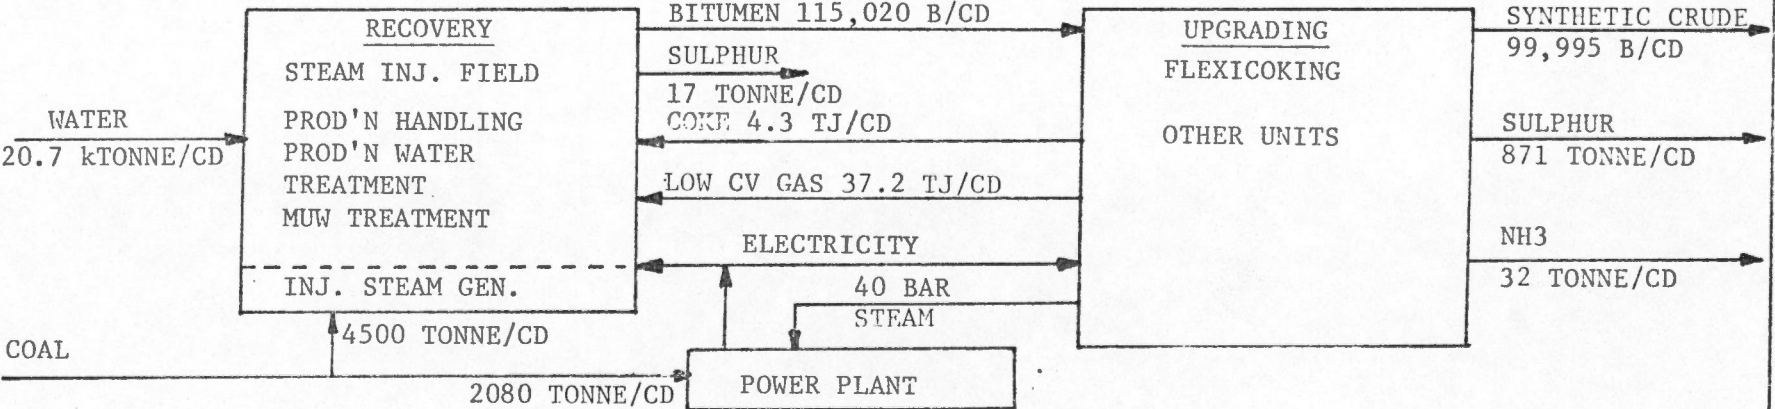 BITUMEN 115,020 B/CD
RECOVERY
STEAM INJ. FIELD
PROD'N HANDLING
PROD'N WATER
TREATMENT
MUW TREATMENT
INJ. STEAM GEN.
WATER
20.7 kTONNE/CD
SULPHUR
17 TONNE/CD
COKE 4.3 TJ/CD
LOW CV GAS 37.2 TJ/CD
ELECTRICITY
40 BAR
STEAM
UPGRADING
FLEXICOKING
OTHER UNITS
SYNTHETIC CRUDE
99,995 B/CD
SULPHUR
871 TONNE/CD
NH3
32 TONNE/CD
COAL
4500 TONNE/CD
2080 TONNE/CD
POWER PLANT